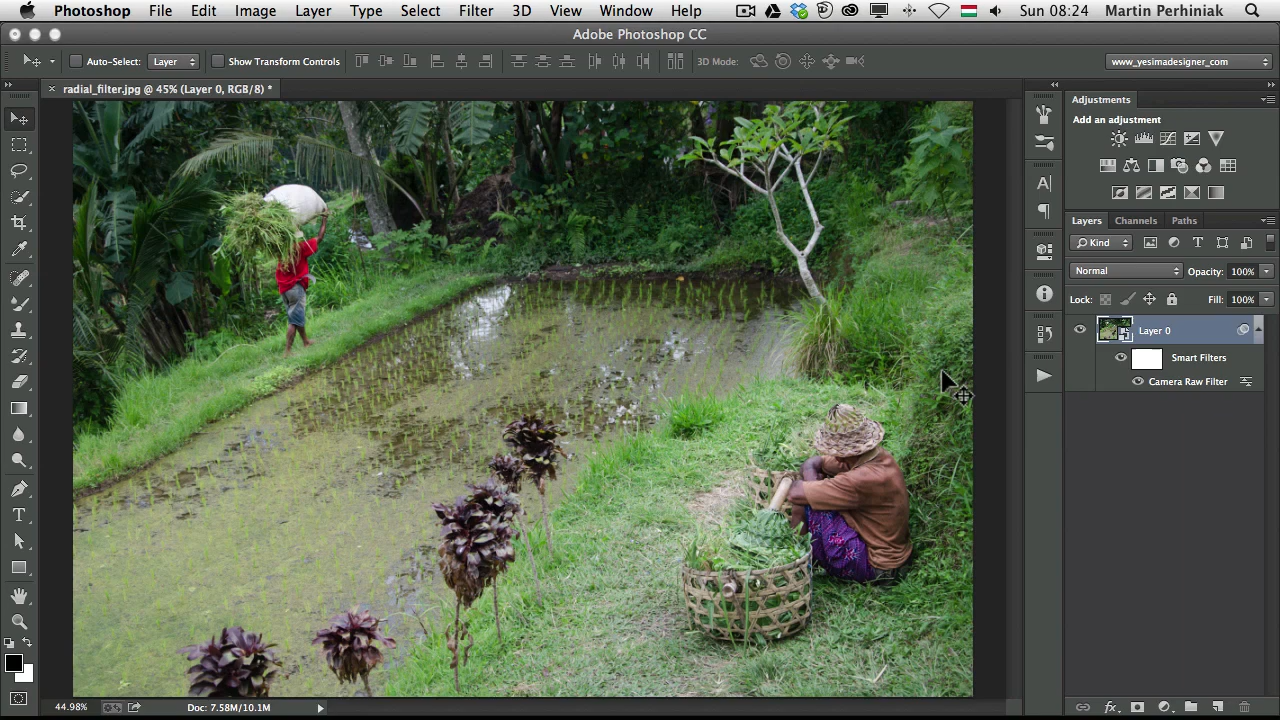 Photoshop File Edit Image Layer Type Select Filter 3D View Window Help Sun 08:24 Martin Perhiniak
Adobe Photoshop CC
Auto-Select: Layer Show Transform Controls 3D Mode: www_yesimadesigner_com
× radial_filter.jpg @ 45% (Layer 0, RGB/8) *
Adjustments
Add an adjustment
Layers Channels Paths
Kind
Normal Opacity: 100%
Lock: Fill: 100%
Layer 0
Smart Filters
Camera Raw Filter
44.98% Doc: 7.58M/10.1M